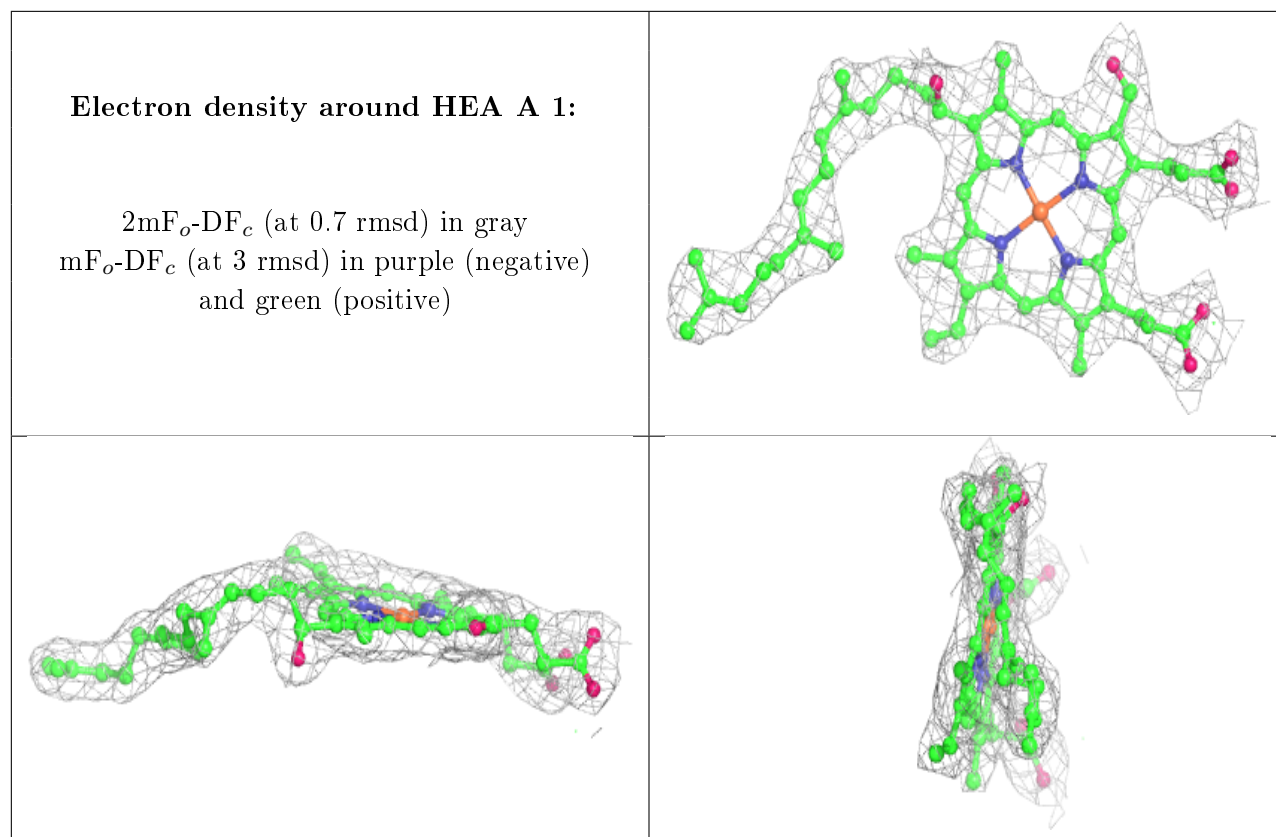 Electron density around HEA A 1:
2mFo-DFc (at 0.7 rmsd) in gray
mFo-DFc (at 3 rmsd) in purple (negative)
and green (positive)